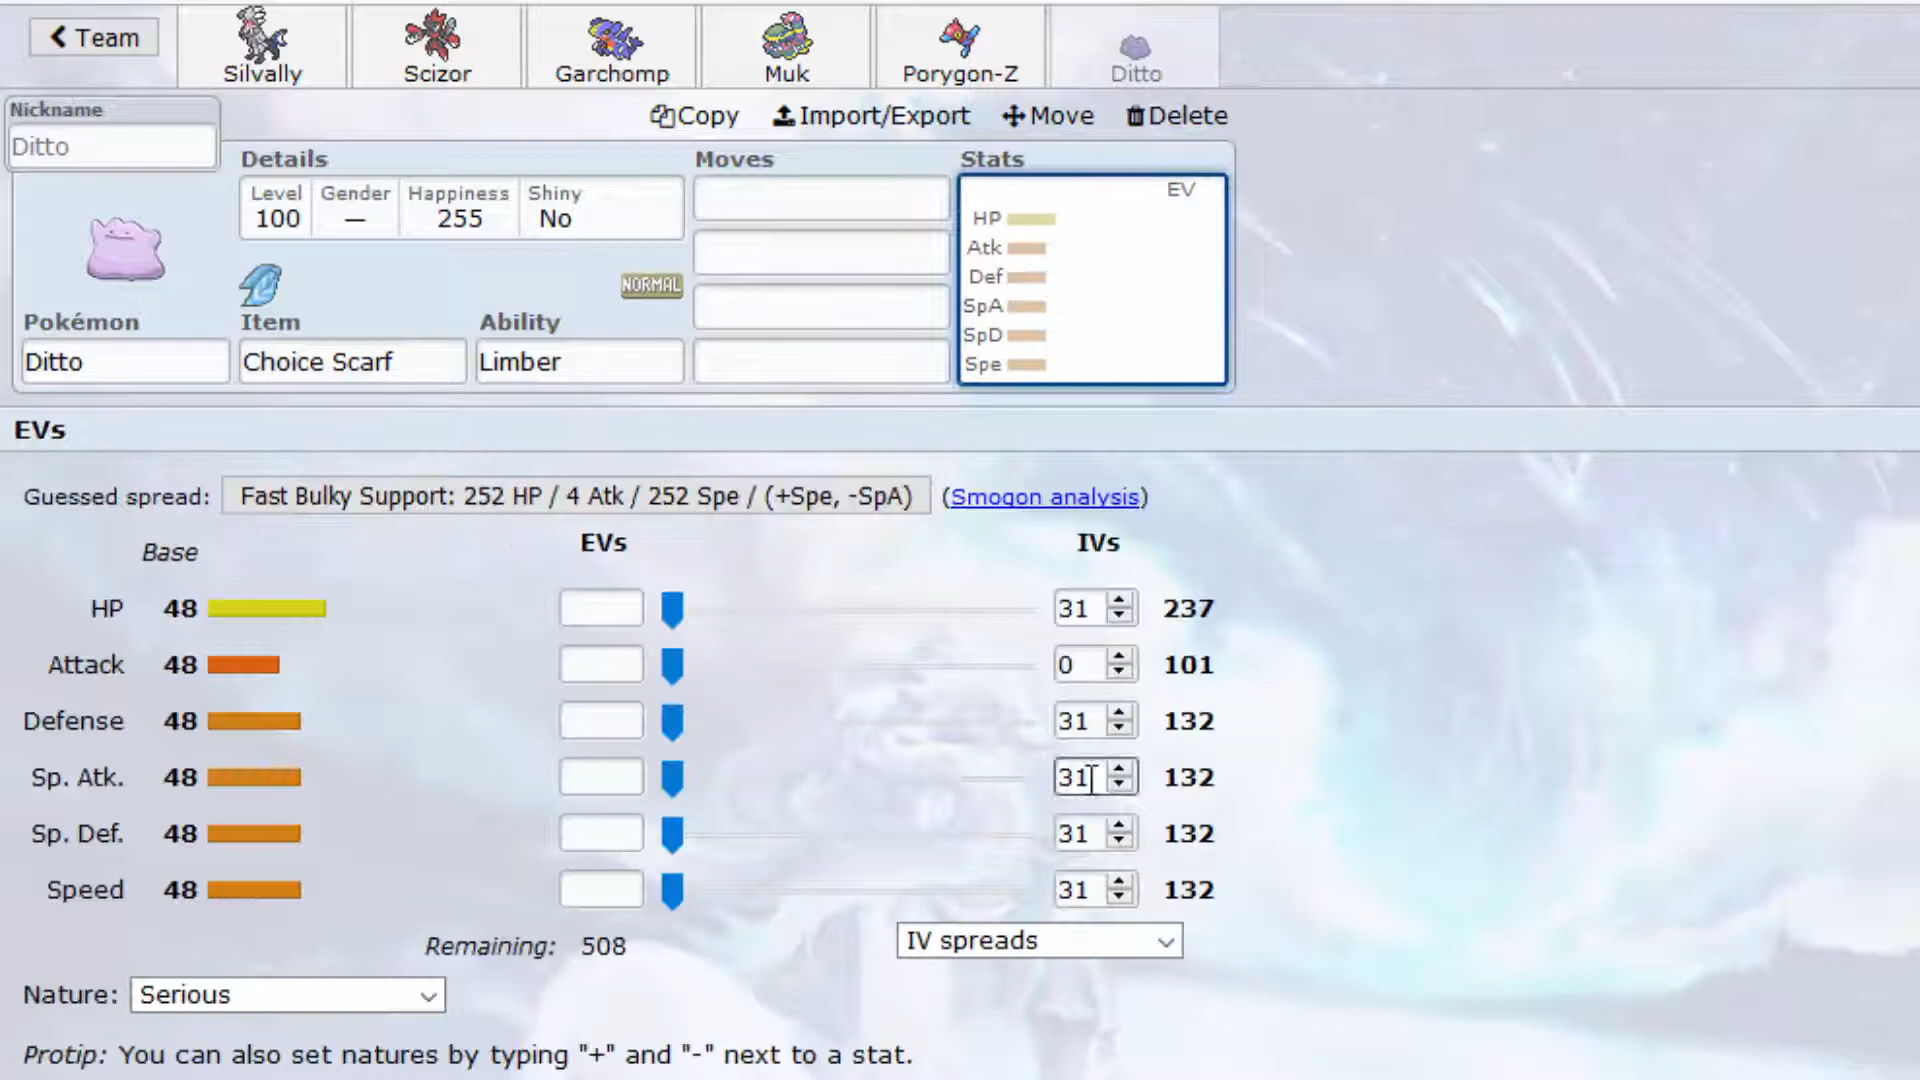 Team
Silvally
Scizor
Garchomp
Muk
Porygon-Z
Ditto
Nickname
Ditto
Copy Import/Export Move Delete
Details
Level Gender Happiness Shiny
100 — 255 No
NORMAL
Pokémon Item Ability
Ditto Choice Scarf Limber
Moves
Stats
EV
HP
Atk
Def
SpA
SpD
Spe
EVs
Guessed spread: Fast Bulky Support: 252 HP / 4 Atk / 252 Spe / (+Spe, -SpA) (Smogon analysis)
Base EVs IVs
HP 48 31 237
Attack 48 0 101
Defense 48 31 132
Sp. Atk. 48 31 132
Sp. Def. 48 31 132
Speed 48 31 132
Remaining: 508 IV spreads
Nature: Serious
Protip: You can also set natures by typing "+" and "-" next to a stat.